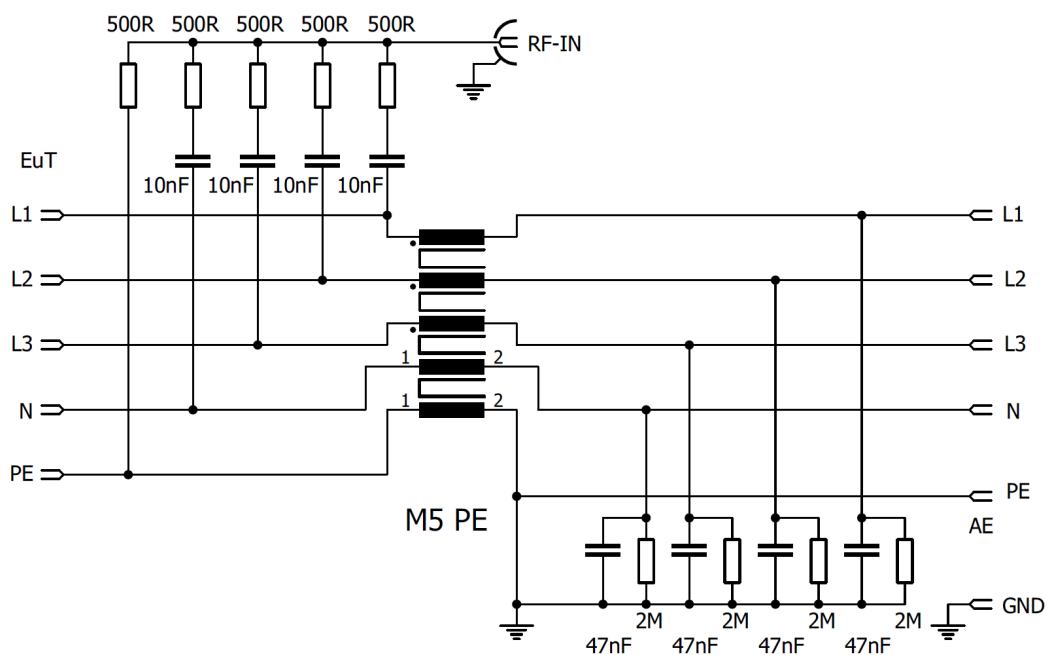 500R 500R 500R 500R 500R
RF-IN
EuT
10nF 10nF 10nF 10nF
L1 L1
L2 L2
L3 L3
1 2
N N
1 2
PE PE
M5 PE
AE
GND
2M 2M 2M 2M
47nF 47nF 47nF 47nF